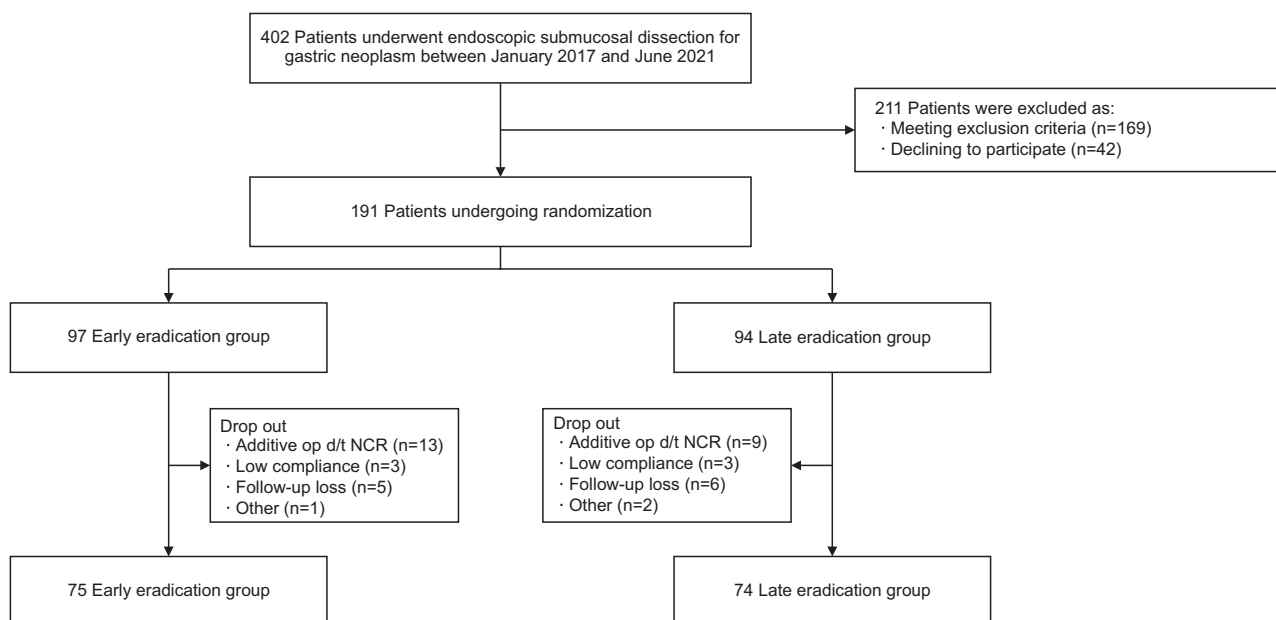 402 Patients underwent endoscopic submucosal dissection for
gastric neoplasm between January 2017 and June 2021
211 Patients were excluded as:
· Meeting exclusion criteria (n=169)
· Declining to participate (n=42)
191 Patients undergoing randomization
97 Early eradication group
94 Late eradication group
Drop out
· Additive op d/t NCR (n=13)
· Low compliance (n=3)
· Follow-up loss (n=5)
· Other (n=1)
Drop out
· Additive op d/t NCR (n=9)
· Low compliance (n=3)
· Follow-up loss (n=6)
· Other (n=2)
75 Early eradication group
74 Late eradication group